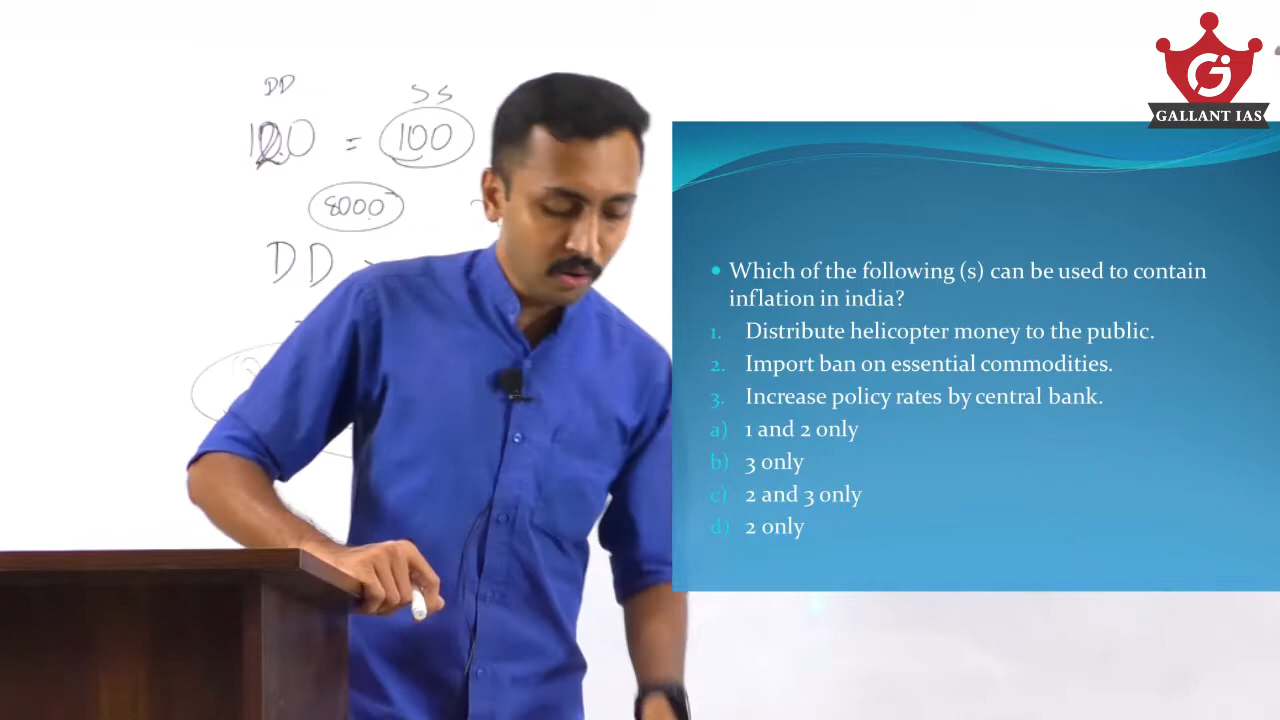 DD
SS
120 = 100
8000
DD
GALLANT IAS
Which of the following (s) can be used to contain
inflation in india?
1. Distribute helicopter money to the public.
2. Import ban on essential commodities.
3. Increase policy rates by central bank.
a) 1 and 2 only
b) 3 only
c) 2 and 3 only
d) 2 only